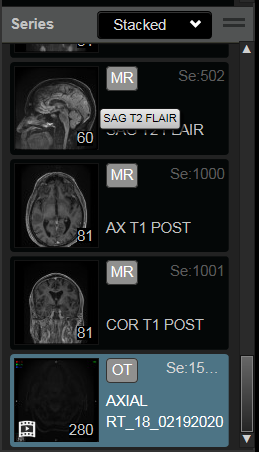 Series
Stacked
81
MR
Se:502
SAG T2 FLAIR
SAG T2 FLAIR
60
MR
Se:1000
AX T1 POST
81
MR
Se:1001
COR T1 POST
81
OT
Se:15...
AXIAL
RT_18_02192020
280